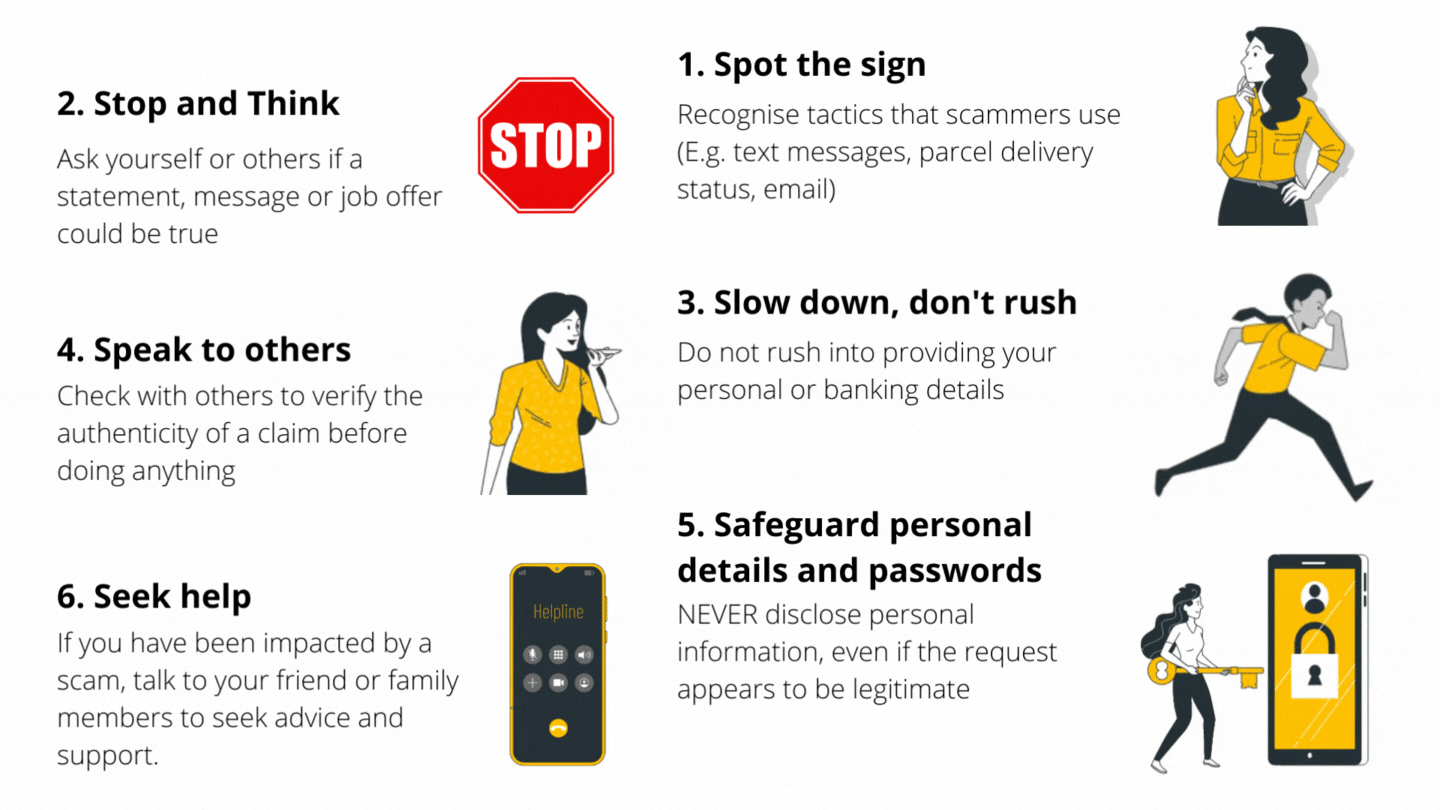 1. Spot the sign
Recognise tactics that scammers use
(E.g. text messages, parcel delivery
status, email)
2. Stop and Think
Ask yourself or others if a
statement, message or job offer
could be true
STOP
3. Slow down, don't rush
Do not rush into providing your
personal or banking details
4. Speak to others
Check with others to verify the
authenticity of a claim before
doing anything
5. Safeguard personal
details and passwords
NEVER disclose personal
information, even if the request
appears to be legitimate
6. Seek help
If you have been impacted by a
scam, talk to your friend or family
members to seek advice and
support.
Helpline